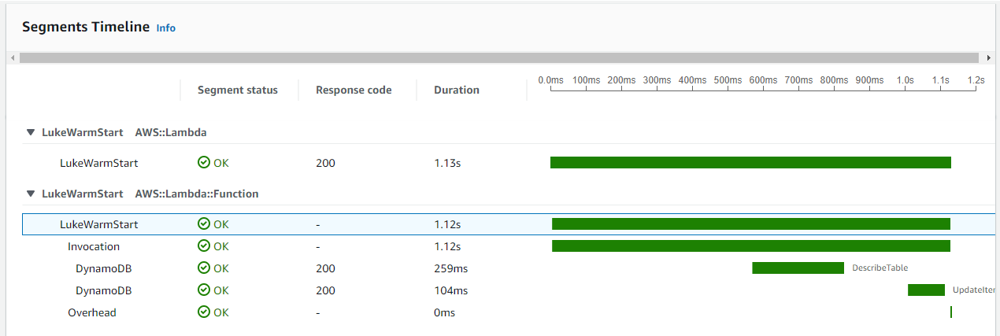 Segments Timeline Info
0.0ms 100ms 200ms 300ms 400ms 500ms 600ms 700ms 800ms 900ms 1.0s 1.1s 1.2s
Segment status Response code Duration
LukeWarmStart AWS::Lambda
LukeWarmStart OK 200 1.13s
LukeWarmStart AWS::Lambda::Function
LukeWarmStart OK - 1.12s
Invocation OK - 1.12s
DynamoDB OK 200 259ms DescribeTable
DynamoDB OK 200 104ms UpdateItem
Overhead OK - 0ms